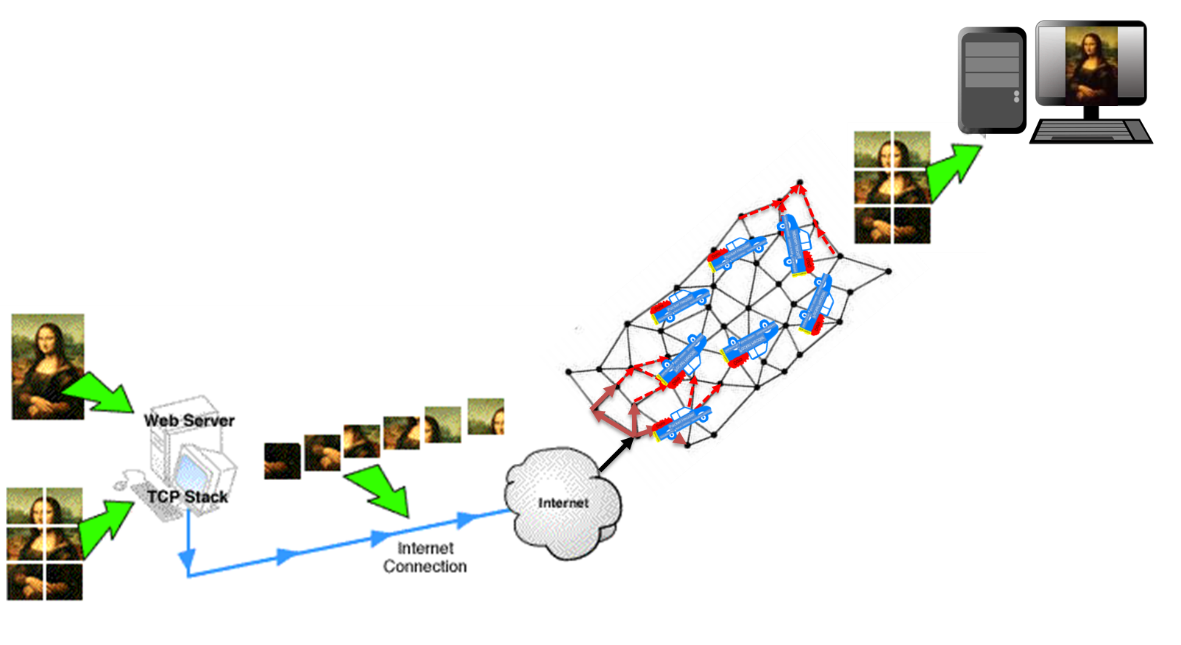 Web Server
TCP Stack
Internet
Internet
Connection